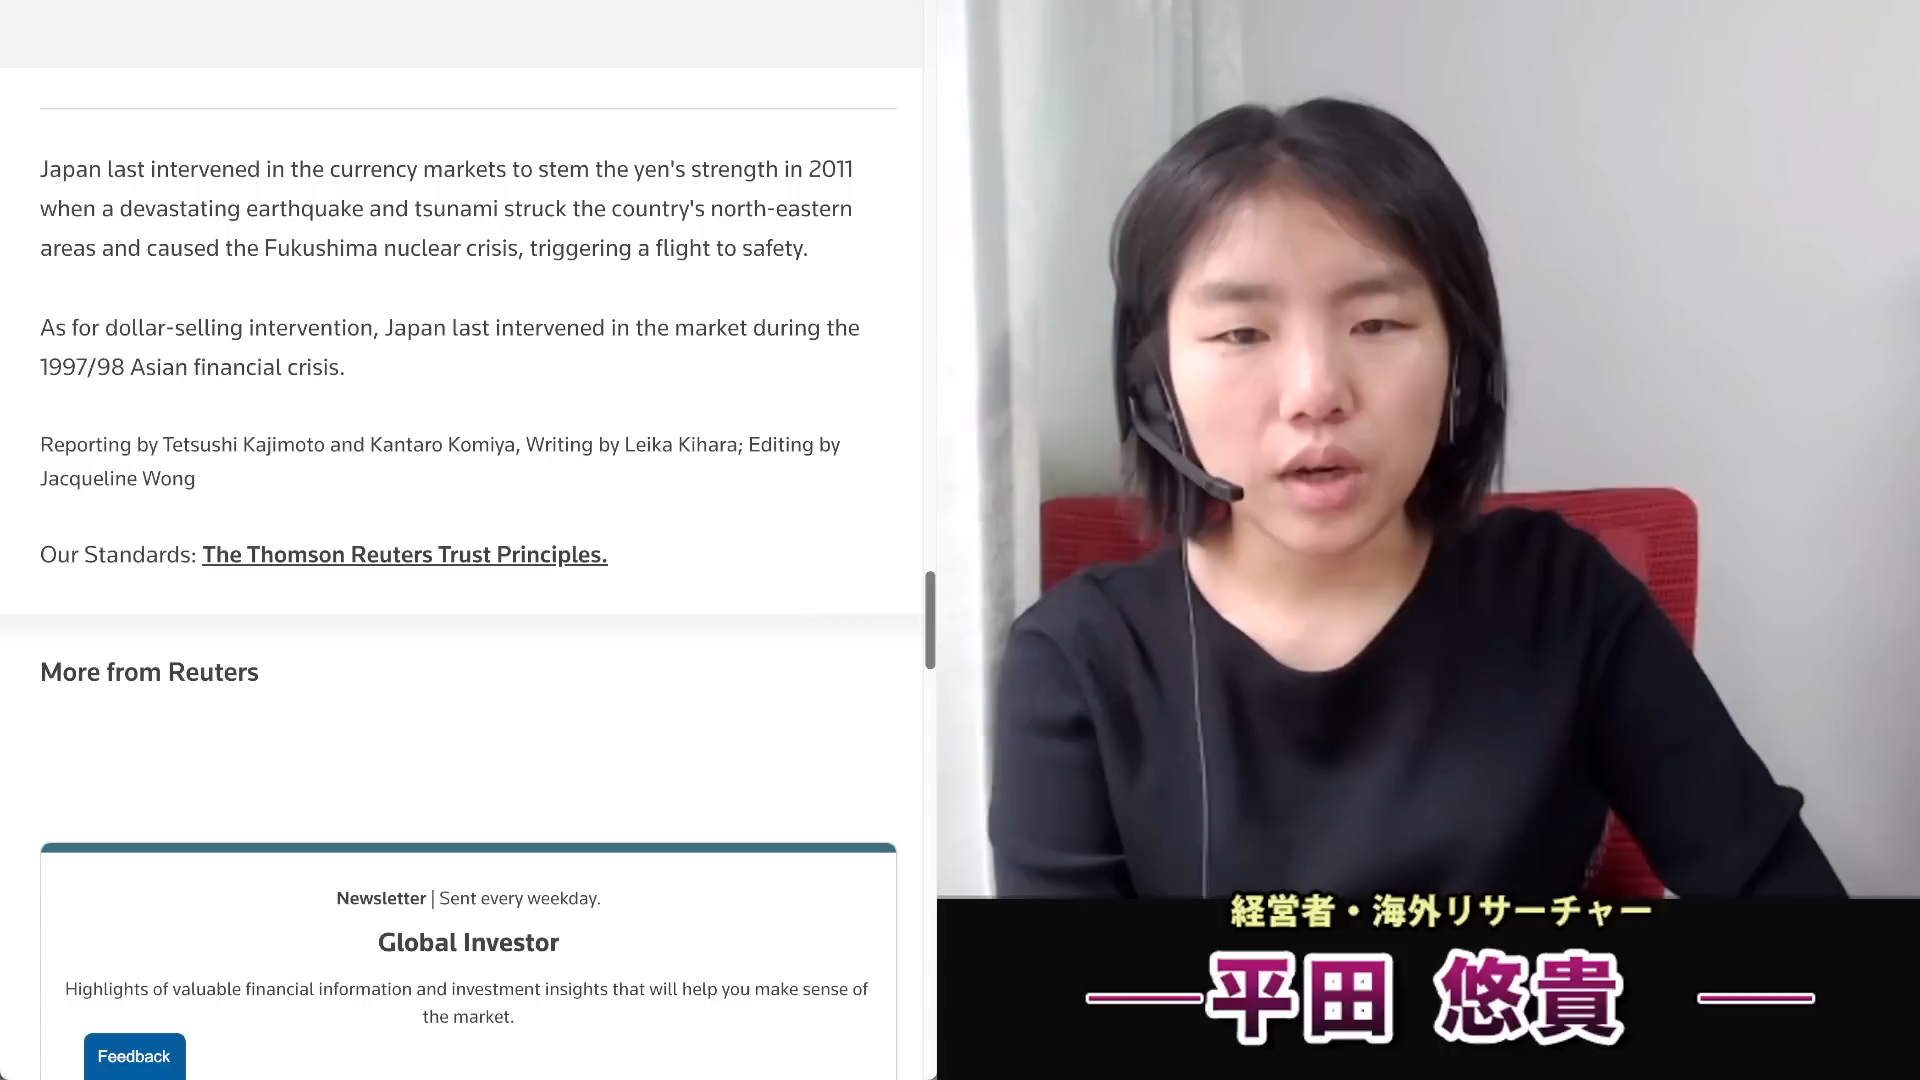 Japan last intervened in the currency markets to stem the yen's strength in 2011
when a devastating earthquake and tsunami struck the country's north-eastern
areas and caused the Fukushima nuclear crisis, triggering a flight to safety.
As for dollar-selling intervention, Japan last intervened in the market during the
1997/98 Asian financial crisis.
Reporting by Tetsushi Kajimoto and Kantaro Komiya, Writing by Leika Kihara; Editing by
Jacqueline Wong
Our Standards: The Thomson Reuters Trust Principles.
More from Reuters
Newsletter | Sent every weekday.
Global Investor
Highlights of valuable financial information and investment insights that will help you make sense of
the market.
Feedback
経営者・海外リサーチャー
平田 悠貴